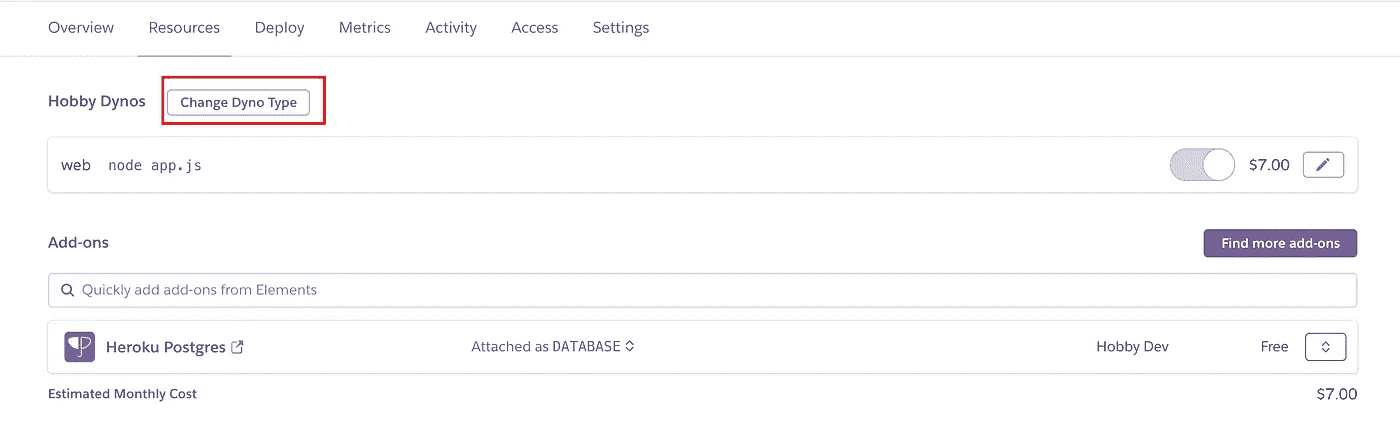 Overview Resources Deploy Metrics Activity Access Settings
Hobby Dynos Change Dyno Type
web node app.js $7.00
Add-ons Find more add-ons
Quickly add add-ons from Elements
Heroku Postgres Attached as DATABASE Hobby Dev Free
Estimated Monthly Cost $7.00